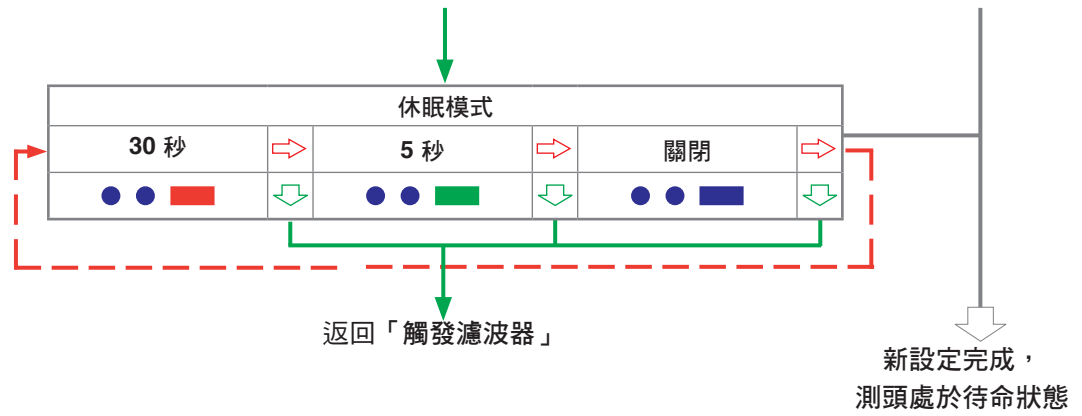 休眠模式
30 秒
5 秒
關閉
返回「觸發濾波器」
新設定完成，
測頭處於待命狀態